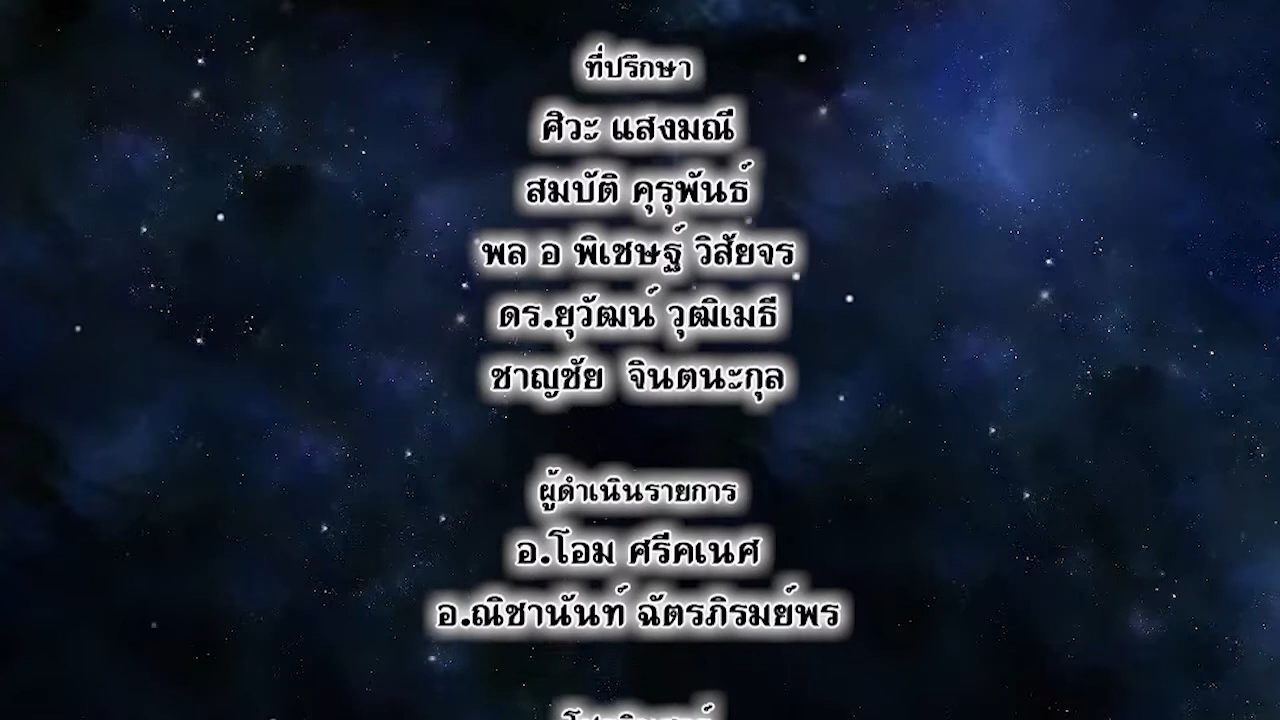 ที่ปรึกษา
ศิวะ แสงมณี
สมบัติ คุรุพันธ์
พล อ พิเชษฐ์ วิสัยจร
ดร.ยุวัฒน์ วุฒิเมธี
ชาญชัย  จินตนะกุล
ผู้ดำเนินรายการ
อ.โอม ศรีคเนศ
อ.ณิชานันท์ ฉัตรภิรมย์พร